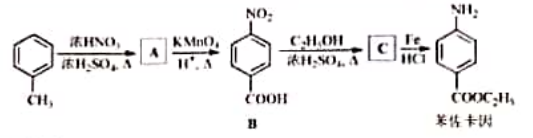 浓HNO₃ KMnO₄ NO₂ C₂H₅OH Fe NH₂
A C
浓H₂SO₄, Δ H⁺, Δ 浓H₂SO₄, Δ HCl
CH₃ COOH COOC₂H₅
B 苯佐卡因